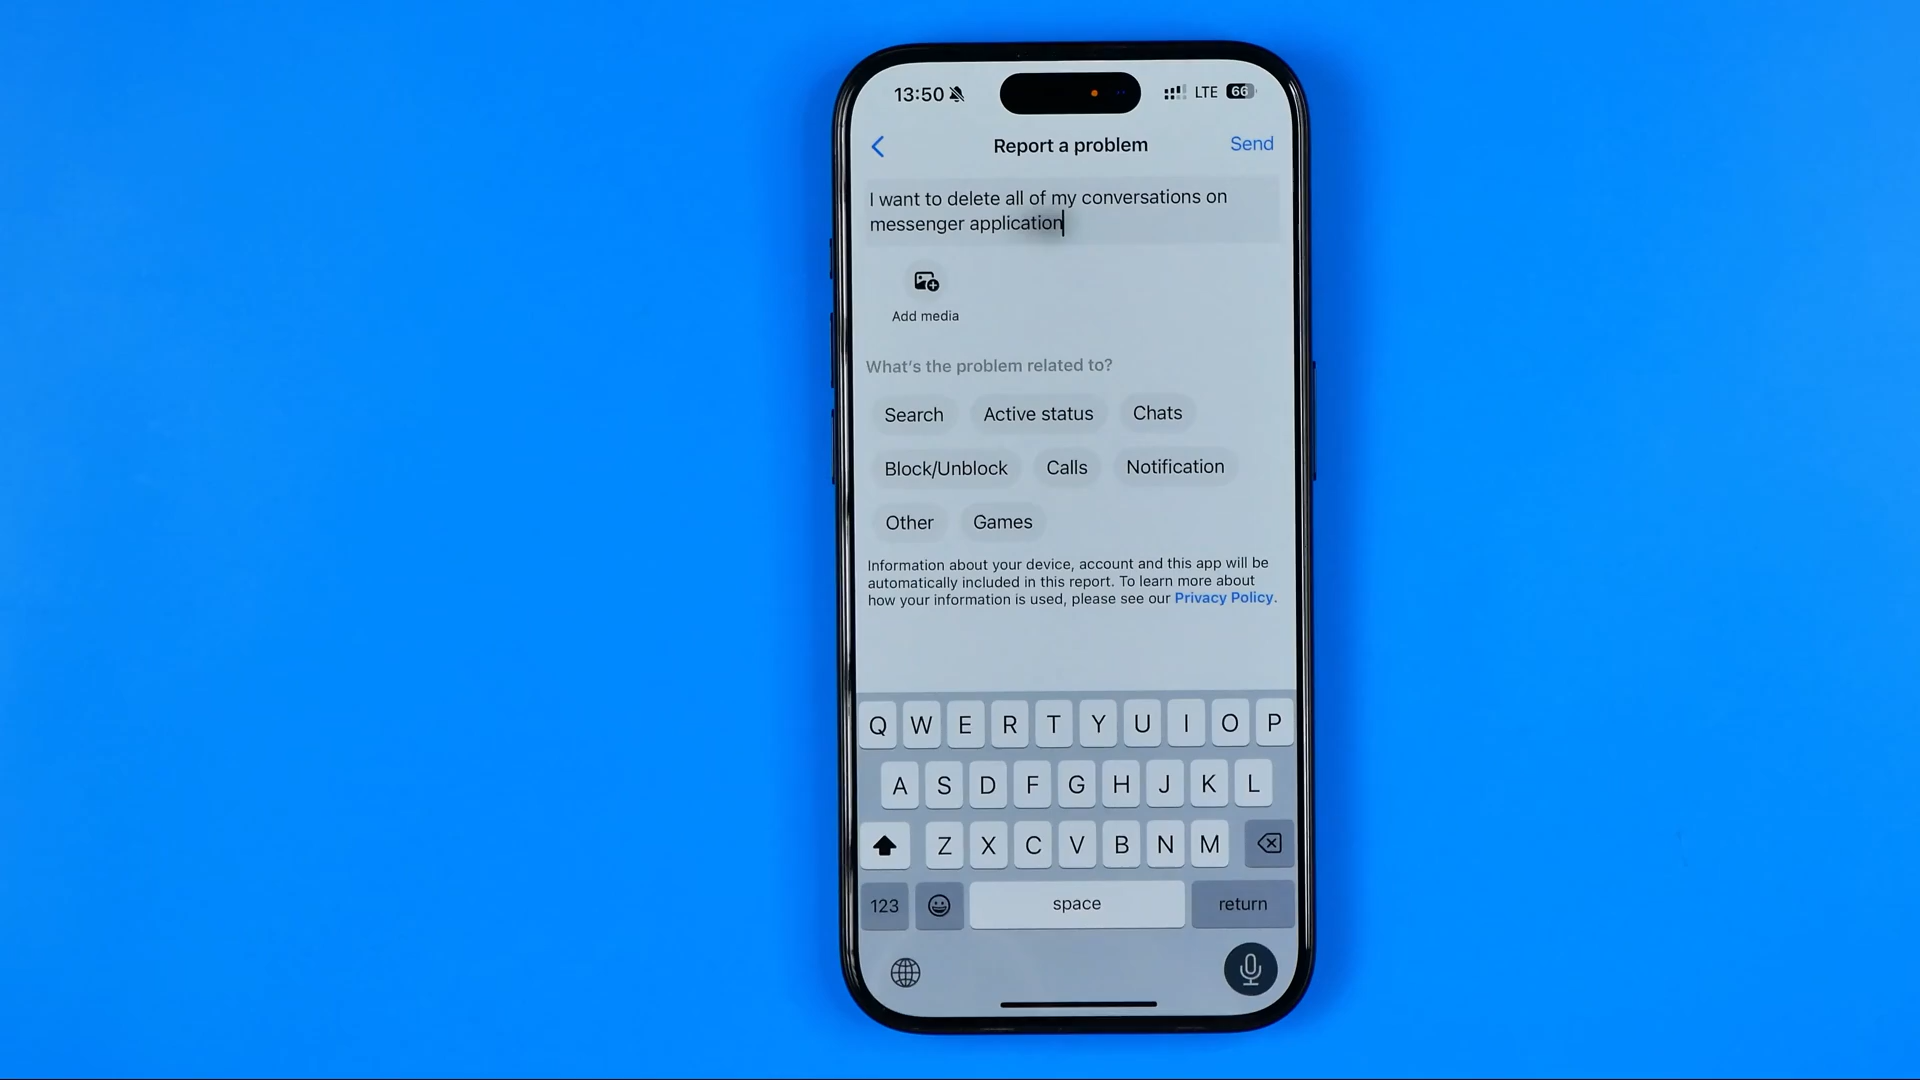 13:50 LTE 66
Report a problem Send
I want to delete all of my conversations on
messenger application
Add media
What's the problem related to?
Search Active status Chats
Block/Unblock Calls Notification
Other Games
Information about your device, account and this app will be
automatically included in this report. To learn more about
how your information is used, please see our Privacy Policy.
Q W E R T Y U I O P
A S D F G H J K L
Z X C V B N M
123 space return